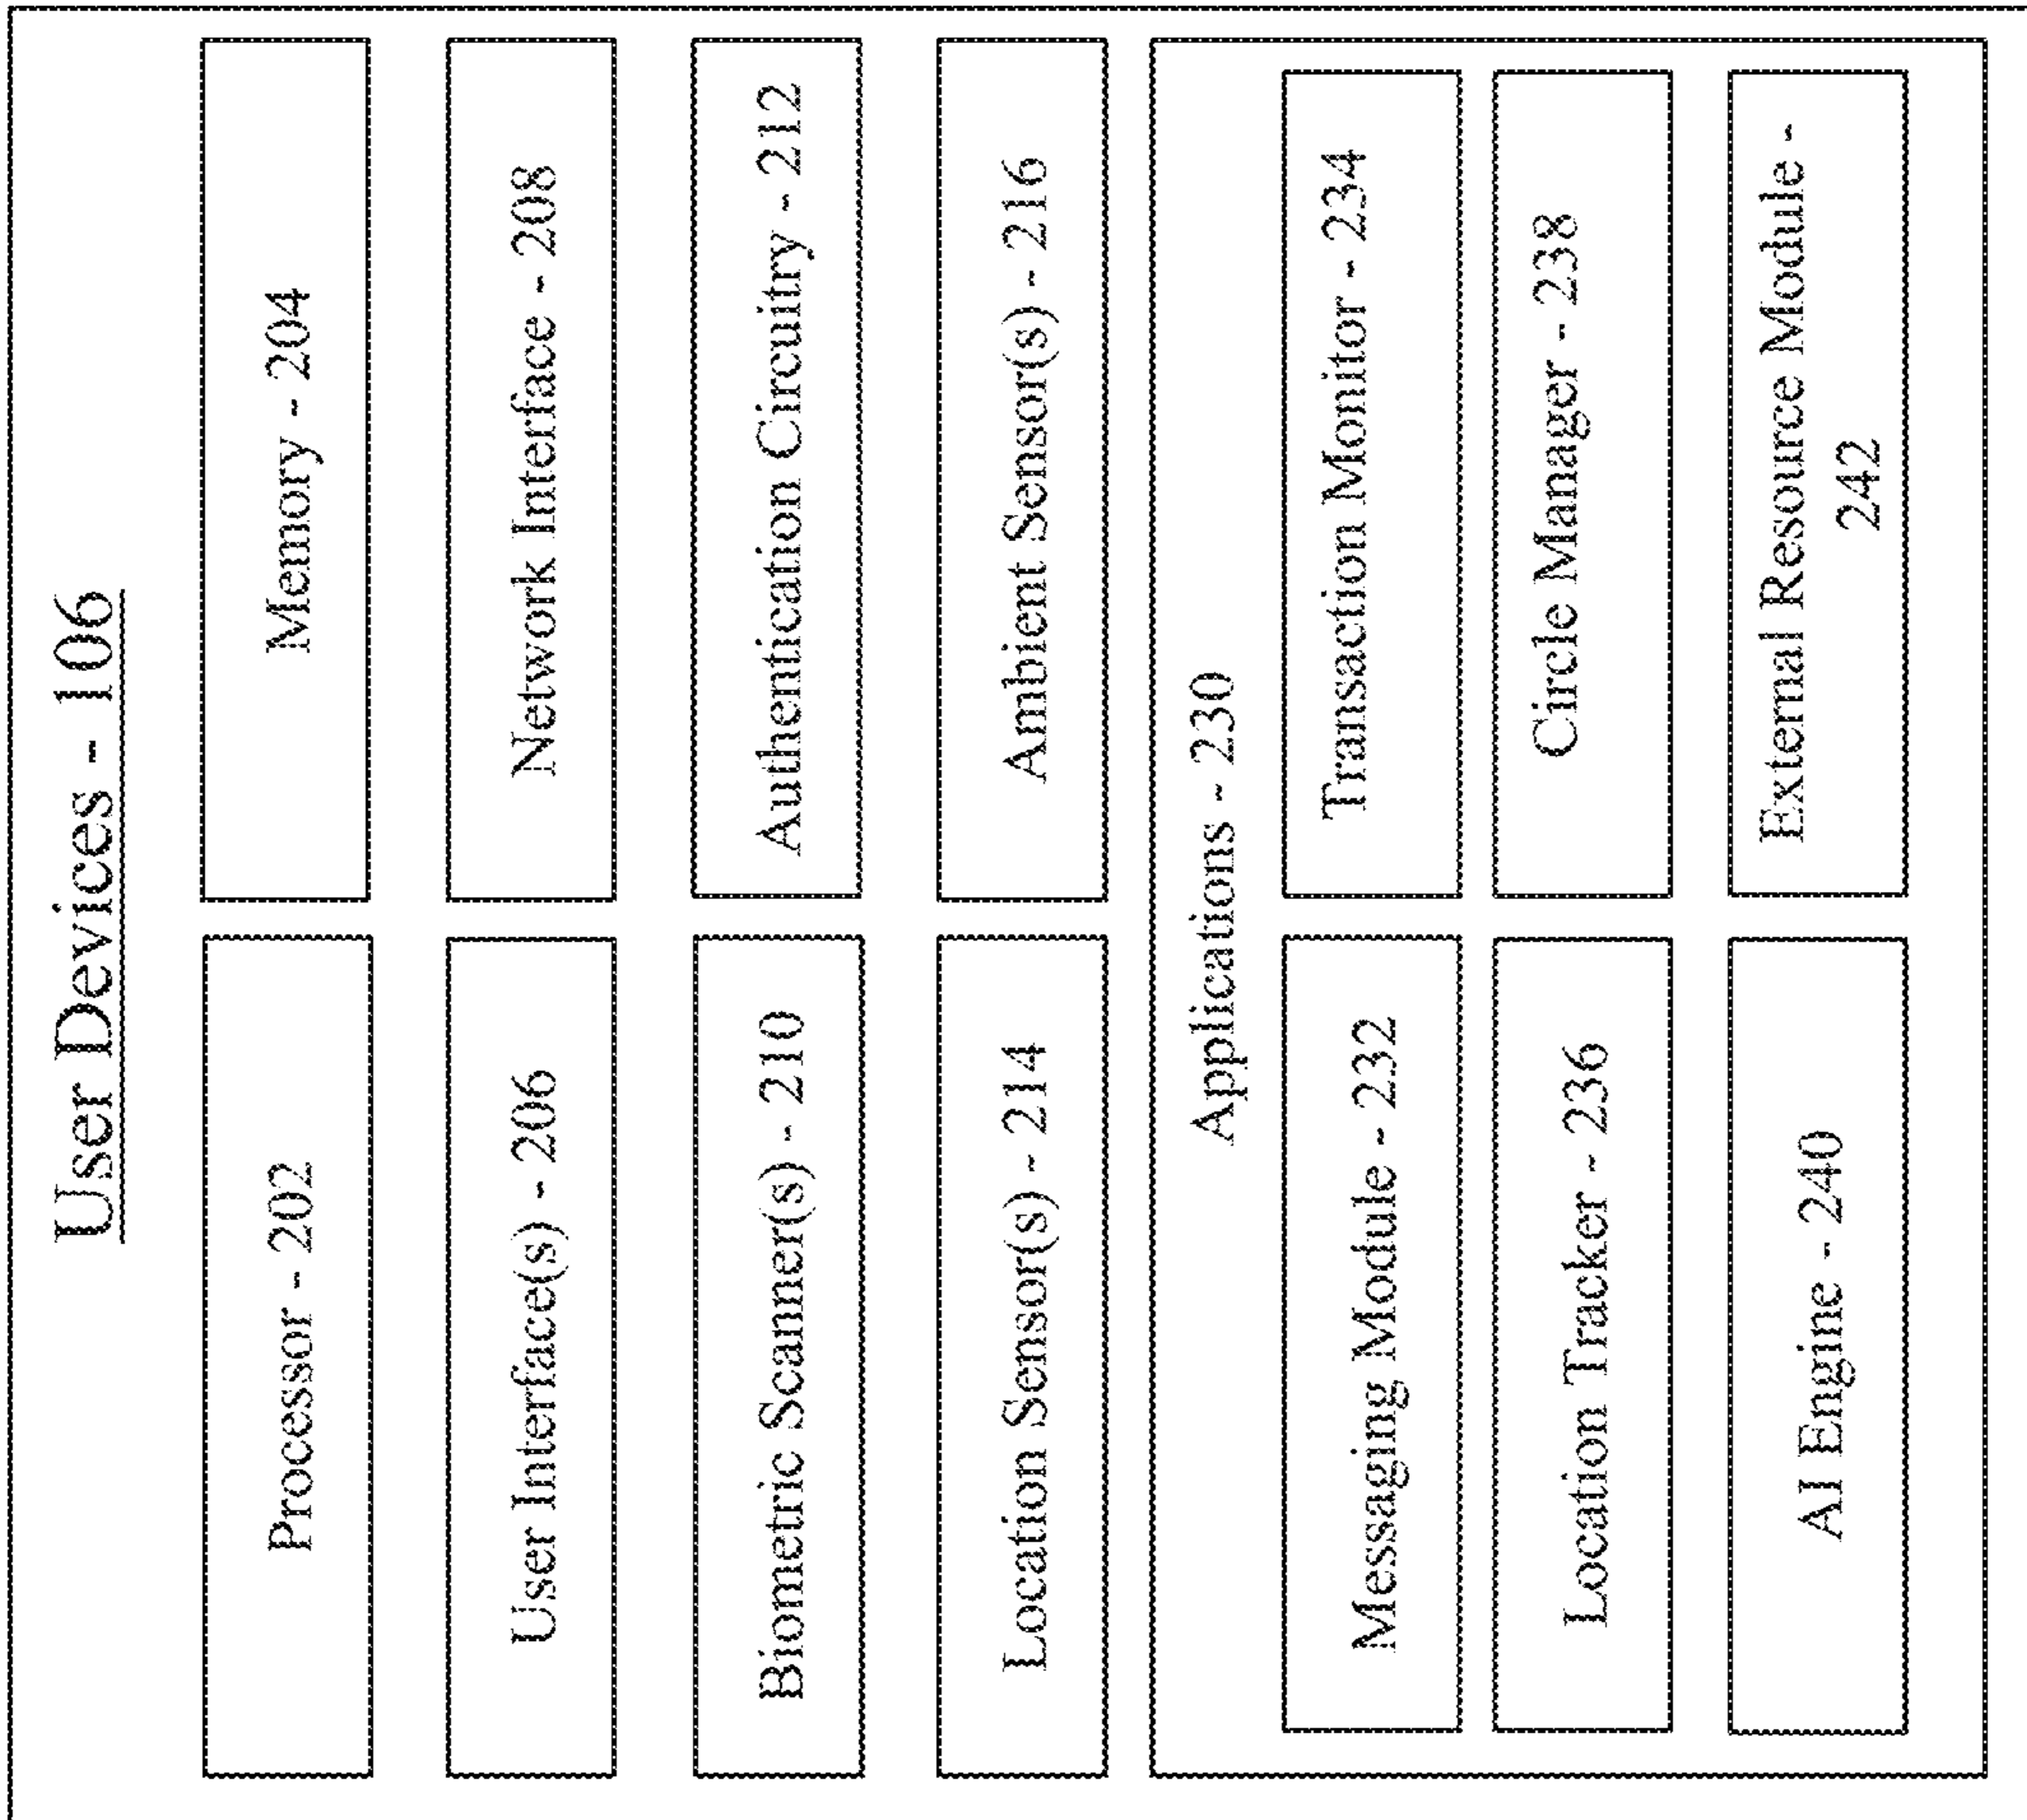 User Devices - 106
Processor - 202
Memory - 204
User Interface(s) - 206
Network Interface - 208
Biometric Scanner(s) - 210
Authentication Circuitry - 212
Location Sensor(s) - 214
Ambient Sensor(s) - 216
Applications - 230
Messaging Module - 232
Transaction Monitor - 234
Location Tracker - 236
Circle Manager - 238
AI Engine - 240
External Resource Module -
242